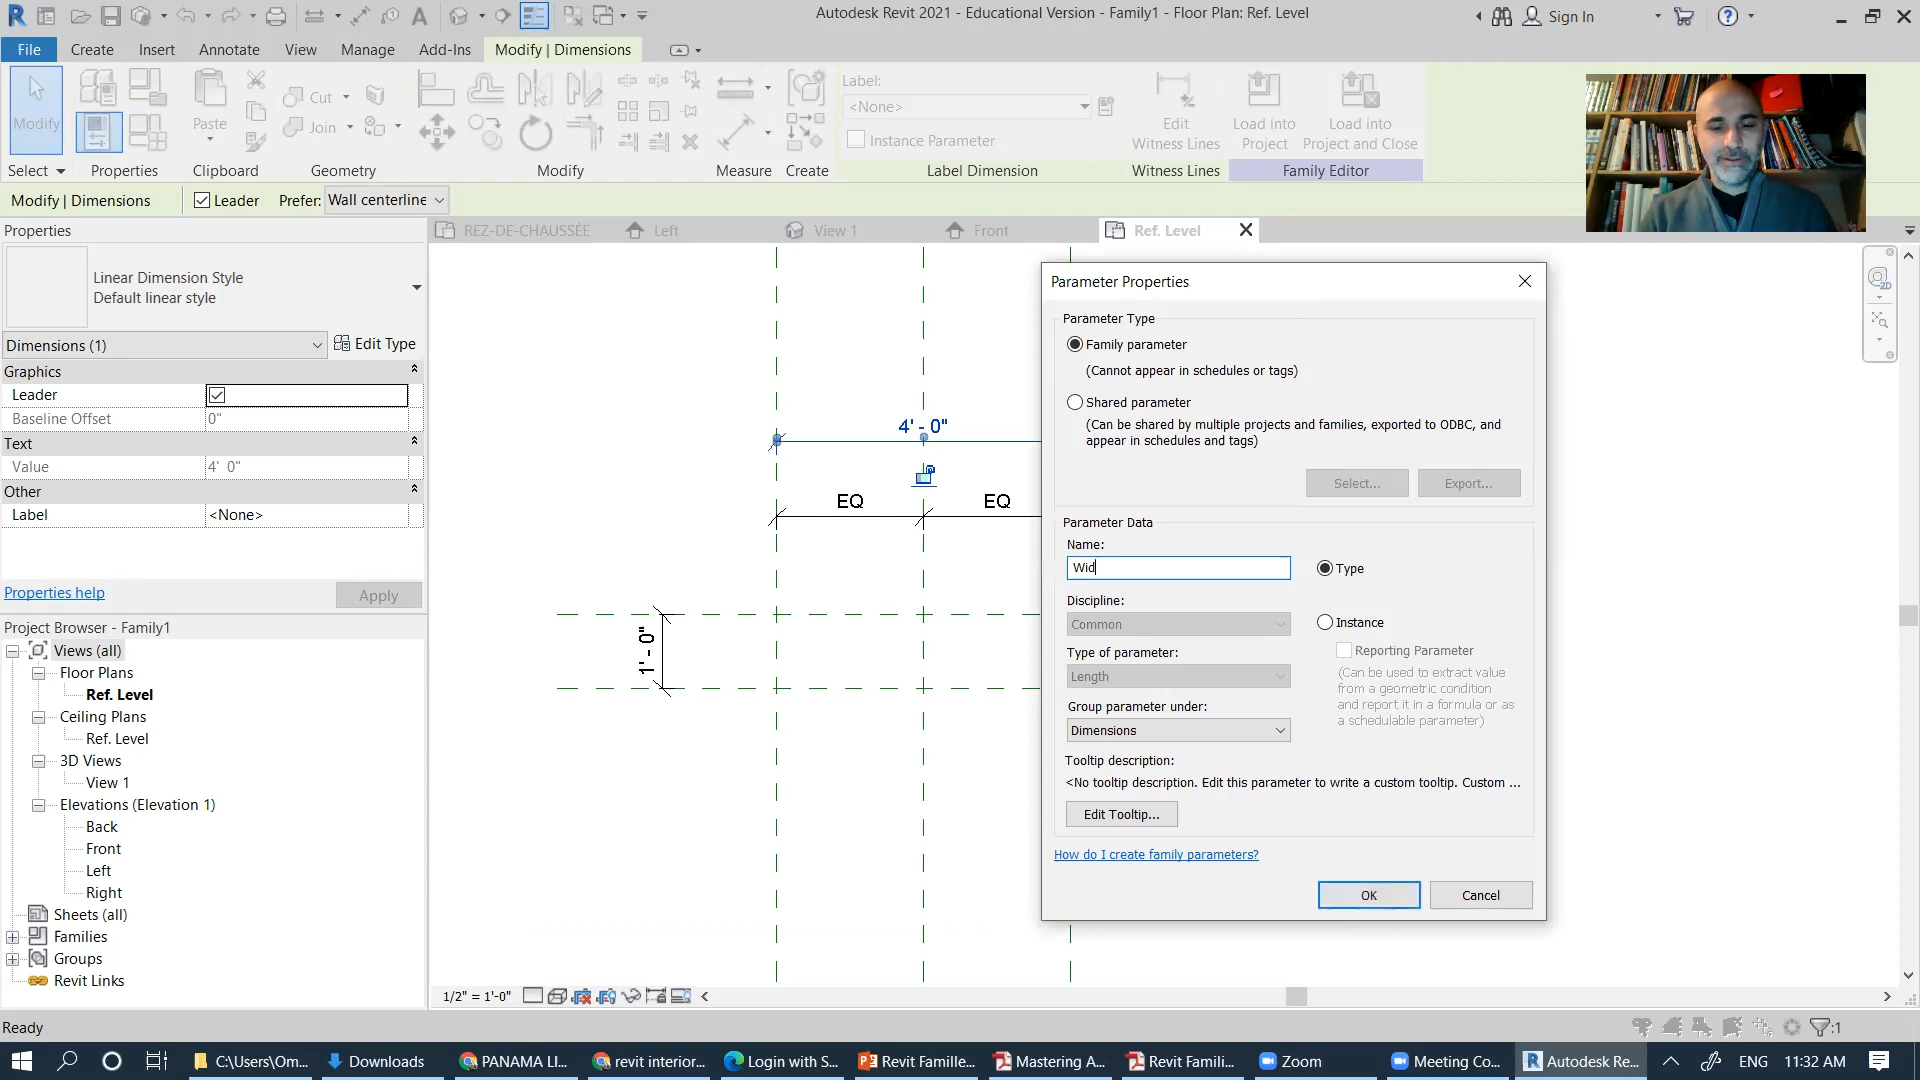 Autodesk Revit 2021 - Educational Version - Family1 - Floor Plan: Ref. Level
Sign In
File Create Insert Annotate View Manage Add-Ins Modify | Dimensions
Modify
Paste
Cut
Join
Label:
<None>
Instance Parameter
Edit
Witness Lines
Load into
Project
Load into
Project and Close
Select Properties Clipboard Geometry Modify Measure Create Label Dimension Witness Lines Family Editor
Modify | Dimensions Leader Prefer: Wall centerline
Properties
REZ-DE-CHAUSSÉE Left View 1 Front Ref. Level
Linear Dimension Style
Default linear style
Dimensions (1) Edit Type
Graphics
Leader
Baseline Offset 0"
Text
Value 4' 0"
Other
Label <None>
Properties help Apply
Project Browser - Family1
Views (all)
Floor Plans
Ref. Level
Ceiling Plans
Ref. Level
3D Views
View 1
Elevations (Elevation 1)
Back
Front
Left
Right
Sheets (all)
Families
Groups
Revit Links
4' - 0"
EQ EQ
1' - 0"
2D
Parameter Properties
Parameter Type
Family parameter
(Cannot appear in schedules or tags)
Shared parameter
(Can be shared by multiple projects and families, exported to ODBC, and
appear in schedules and tags)
Select... Export...
Parameter Data
Name:
Wid
Type
Discipline:
Common
Instance
Type of parameter:
Reporting Parameter
Length
(Can be used to extract value
from a geometric condition
and report it in a formula or as
a schedulable parameter)
Group parameter under:
Dimensions
Tooltip description:
<No tooltip description. Edit this parameter to write a custom tooltip. Custom ...
Edit Tooltip...
How do I create family parameters?
OK Cancel
1/2" = 1'-0"
Ready
:1
C:\Users\Om... Downloads PANAMA LI... revit interior... Login with S... Revit Famille... Mastering A... Revit Famili... Zoom Meeting Co... Autodesk Re... ENG 11:32 AM